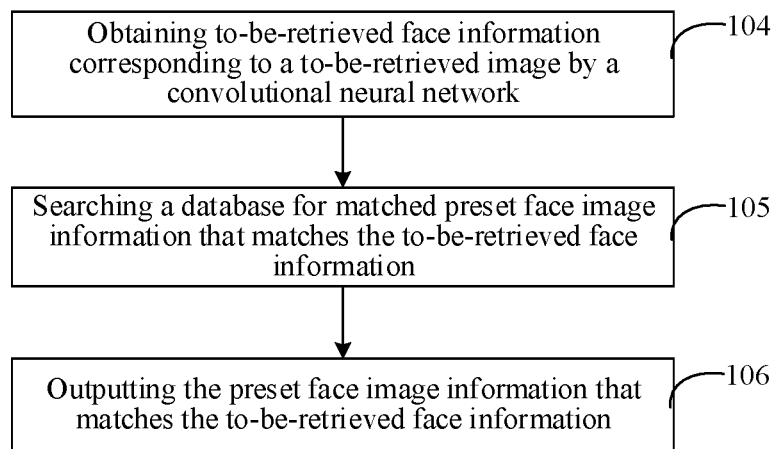 Obtaining to-be-retrieved face information
corresponding to a to-be-retrieved image by a
convolutional neural network
104
Searching a database for matched preset face image
information that matches the to-be-retrieved face
information
105
Outputting the preset face image information that
matches the to-be-retrieved face information
106